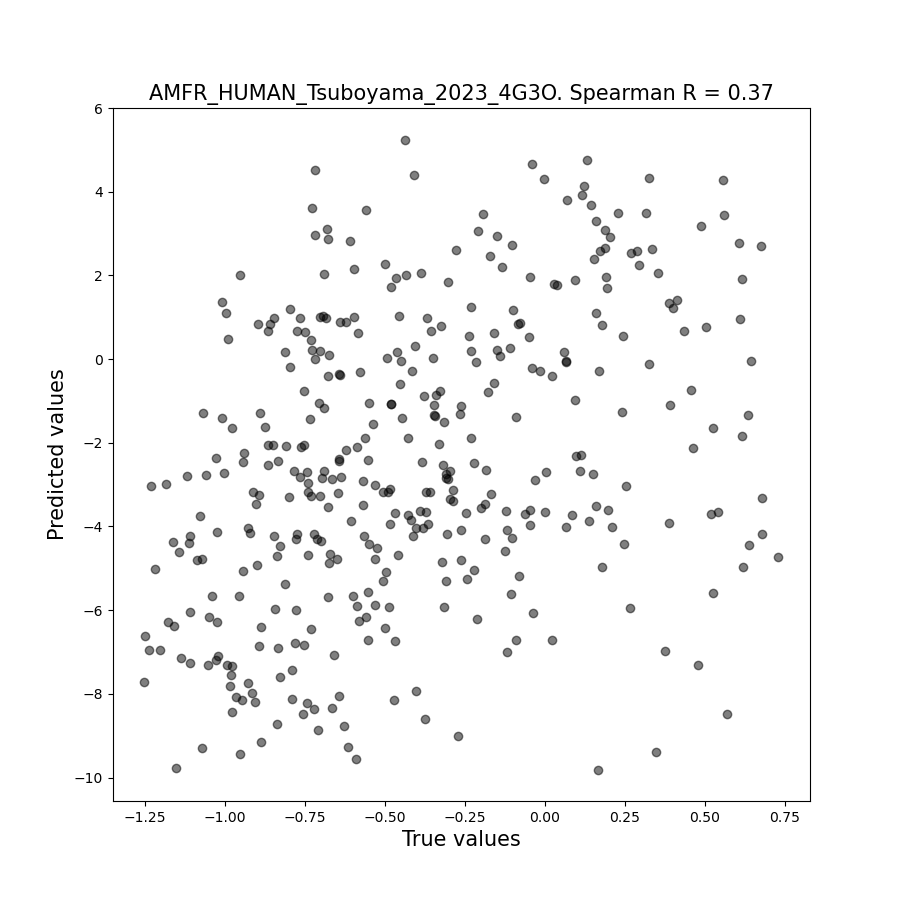 AMFR_HUMAN_Tsuboyama_2023_4G3O. Spearman R = 0.37
6
4
2
0
−2
−4
−6
−8
−10
Predicted values
−1.25 −1.00 −0.75 −0.50 −0.25 0.00 0.25 0.50 0.75
True values